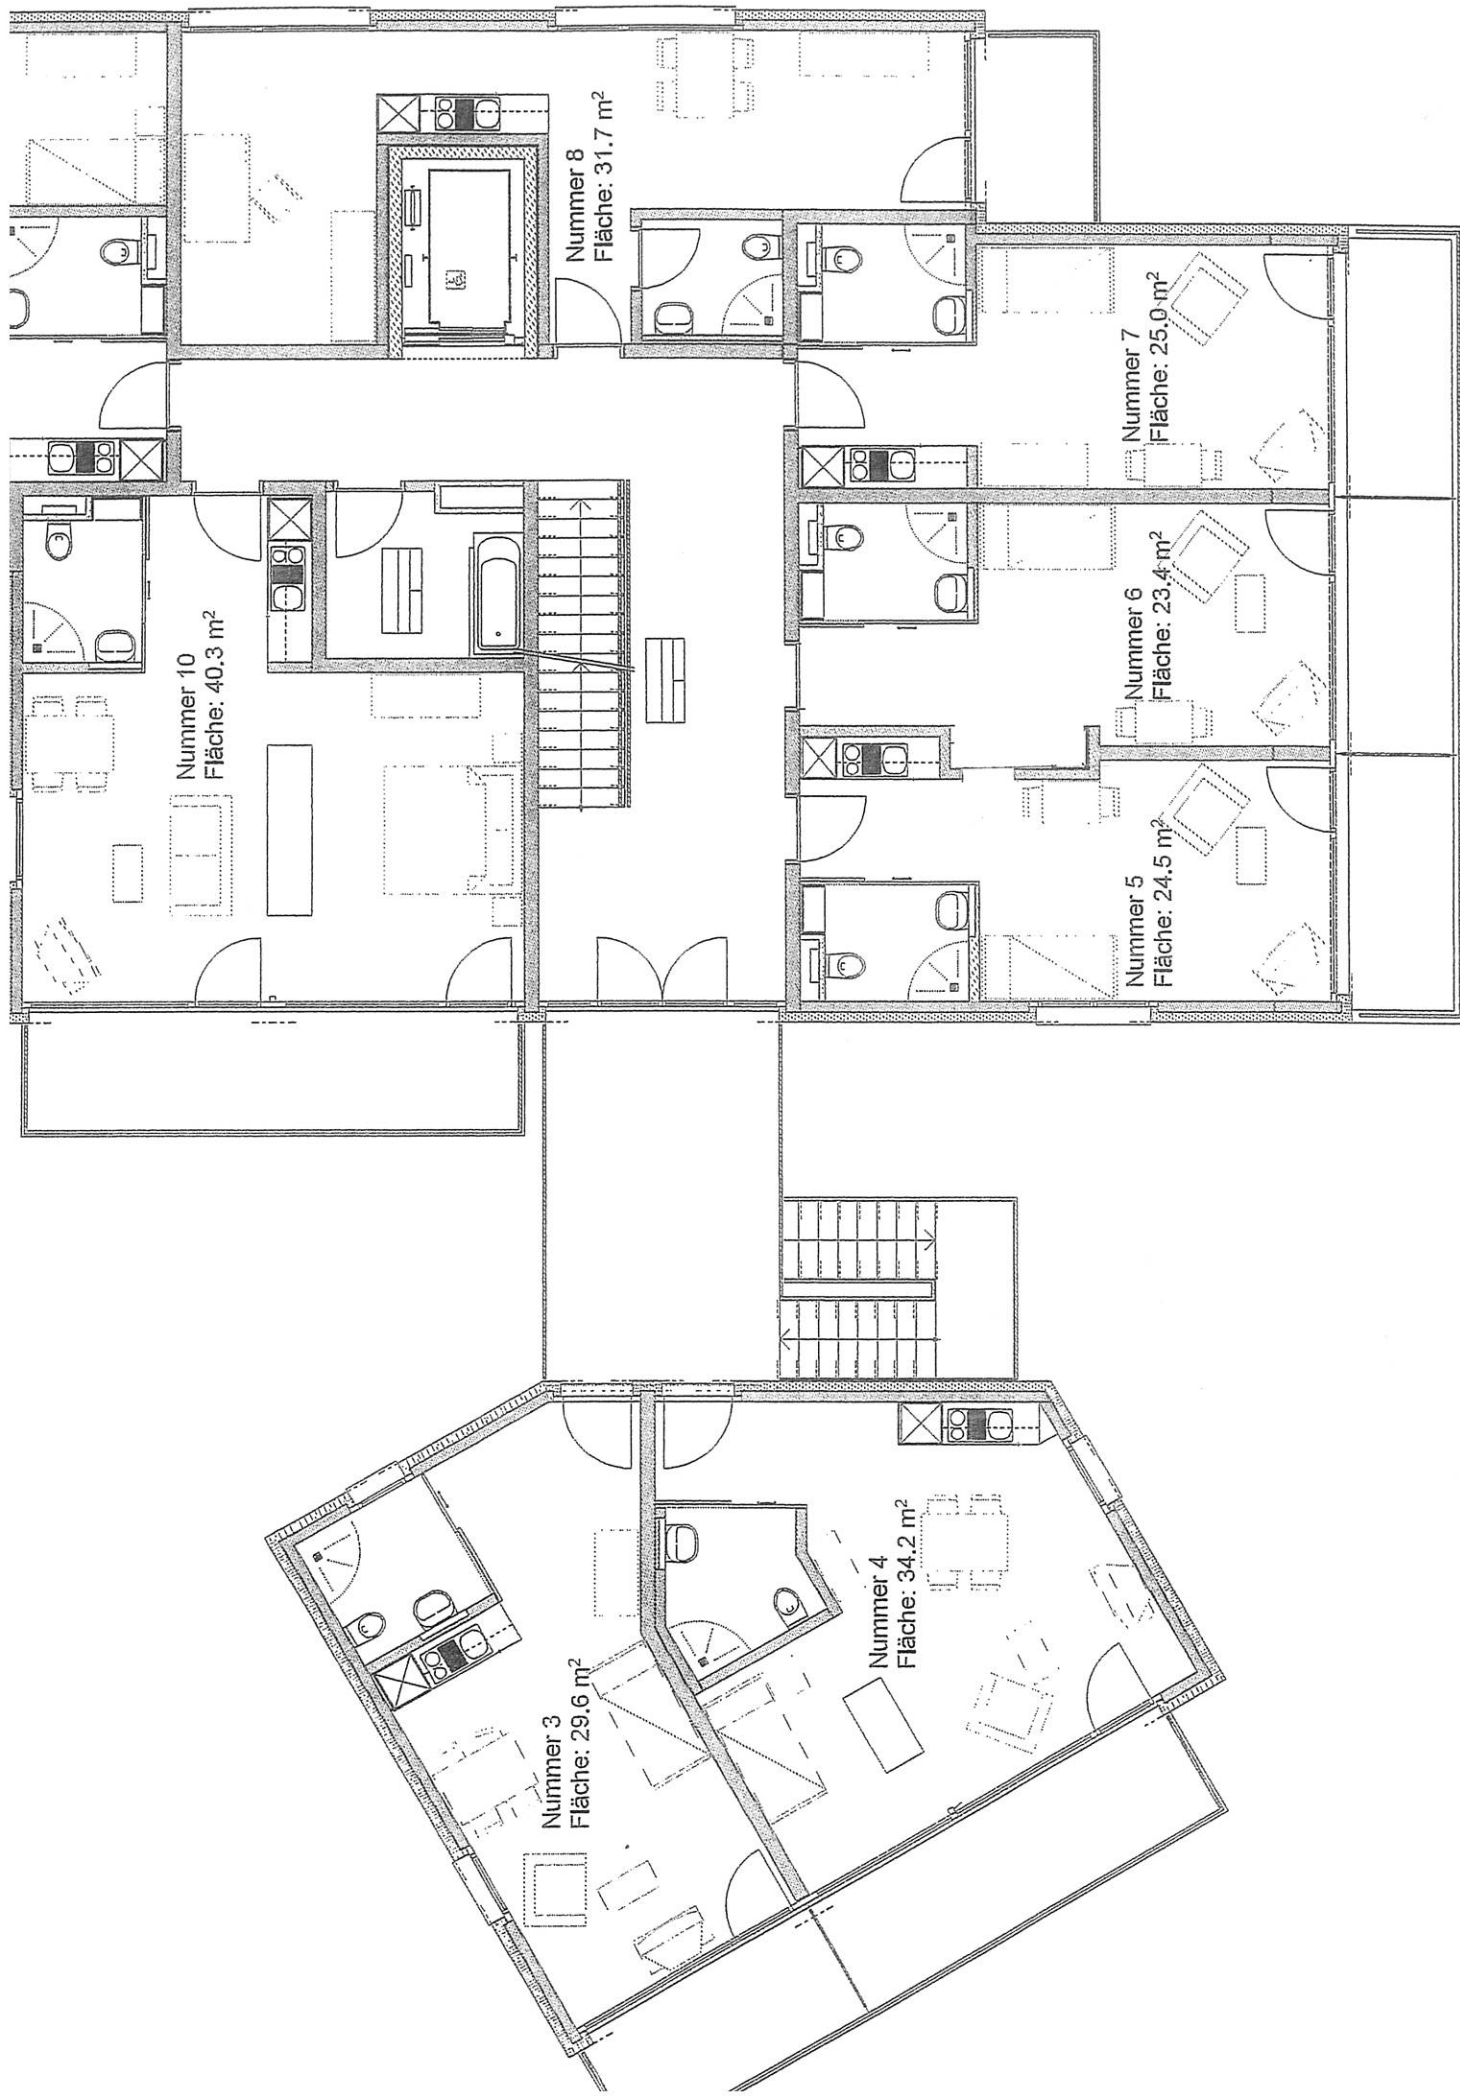 Nummer 3
Fläche: 29.6 m²
Nummer 4
Fläche: 34.2 m²
Nummer 10
Fläche: 40.3 m²
Nummer 5
Fläche: 24.5 m²
Nummer 6
Fläche: 23.4 m²
Nummer 8
Fläche: 31.7 m²
Nummer 7
Fläche: 25.0 m²